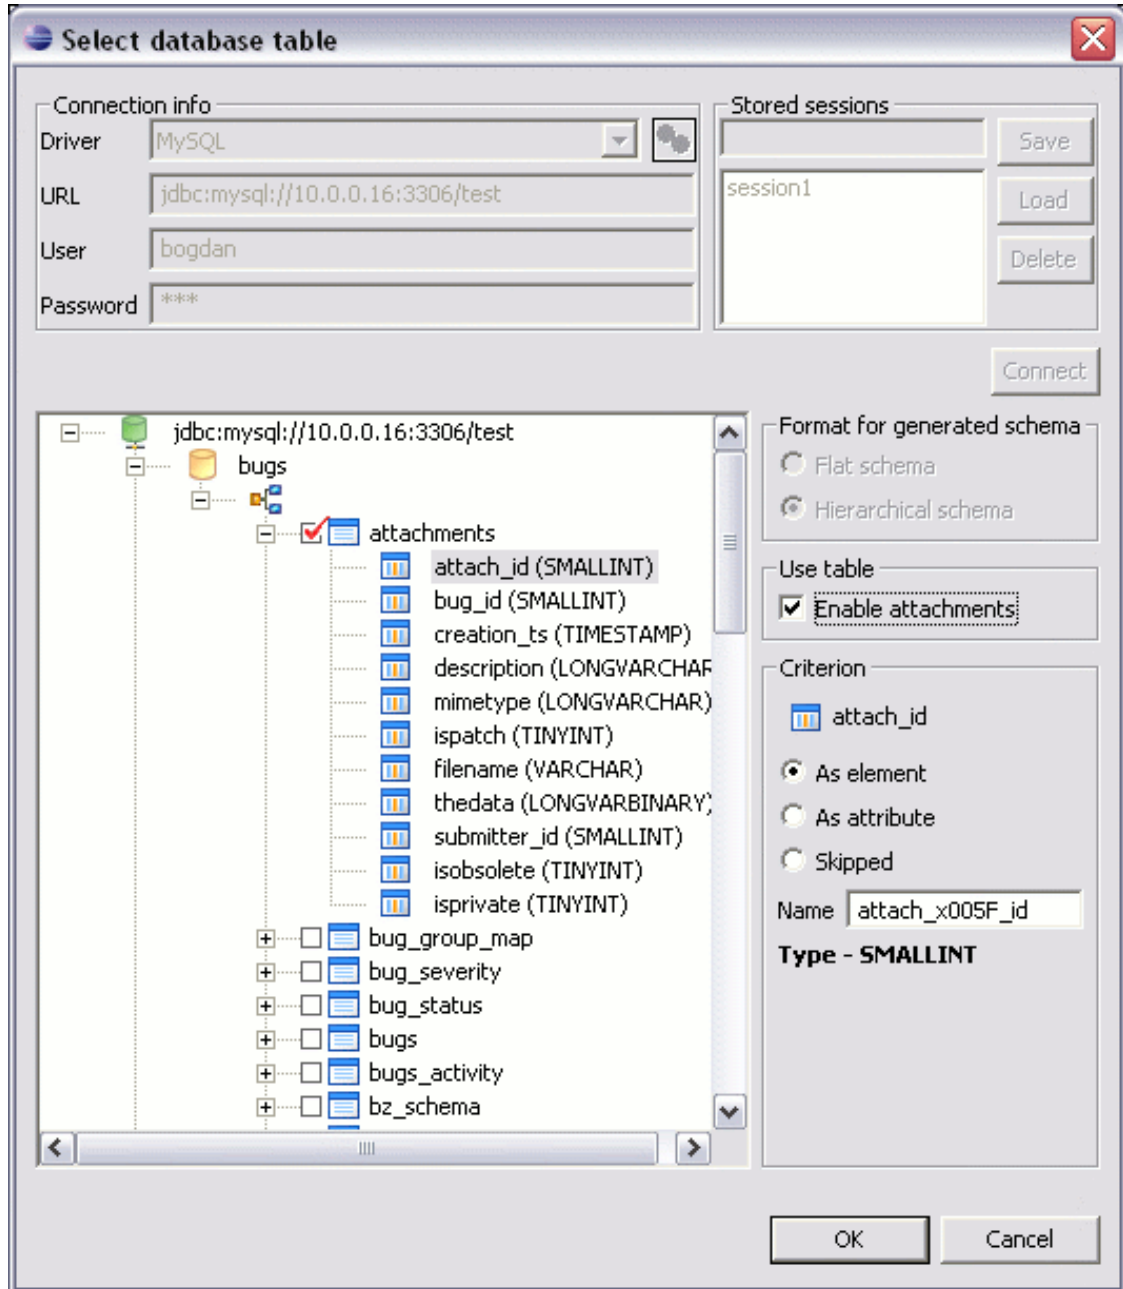 Select database table
Connection info
Driver MySQL
URL jdbc:mysql://10.0.0.16:3306/test
User bogdan
Password ***
Stored sessions
Save
session1
Load
Delete
Connect
jdbc:mysql://10.0.0.16:3306/test
bugs
attachments
attach_id (SMALLINT)
bug_id (SMALLINT)
creation_ts (TIMESTAMP)
description (LONGVARCHAR
mimetype (LONGVARCHAR)
ispatch (TINYINT)
filename (VARCHAR)
thedata (LONGVARBINARY)
submitter_id (SMALLINT)
isobsolete (TINYINT)
isprivate (TINYINT)
bug_group_map
bug_severity
bug_status
bugs
bugs_activity
bz_schema
Format for generated schema
Flat schema
Hierarchical schema
Use table
Enable attachments
Criterion
attach_id
As element
As attribute
Skipped
Name attach_x005F_id
Type - SMALLINT
OK Cancel